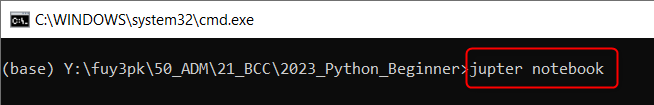 C:\WINDOWS\system32\cmd.exe
(base) Y:\fuy3pk\50_ADM\21_BCC\2023_Python_Beginner>jupter notebook